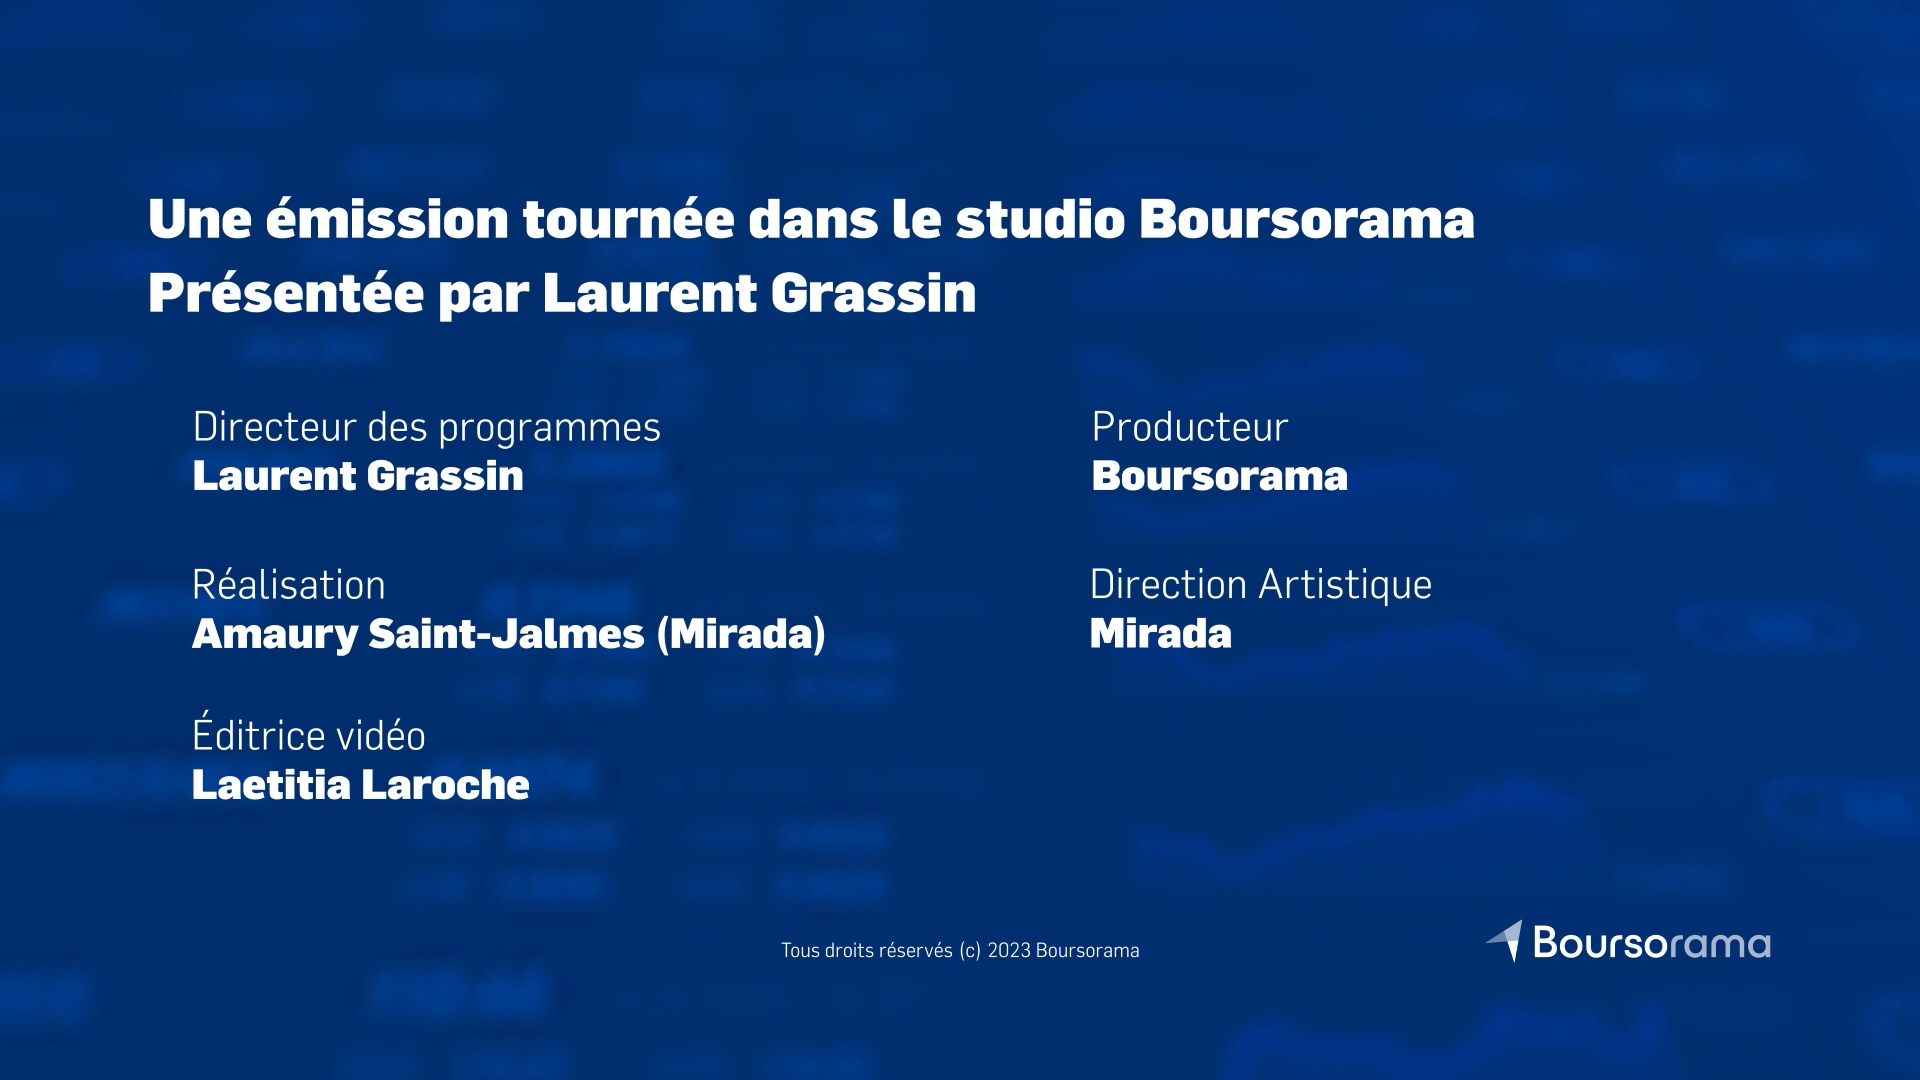 Une émission tournée dans le studio Boursorama
Présentée par Laurent Grassin
Directeur des programmes
Laurent Grassin
Producteur
Boursorama
Réalisation
Amaury Saint-Jalmes (Mirada)
Direction Artistique
Mirada
Éditrice vidéo
Laetitia Laroche
Tous droits réservés (c) 2023 Boursorama
Boursorama